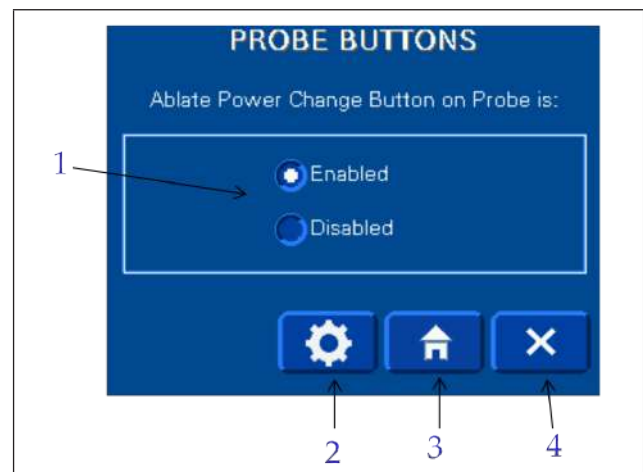 PROBE BUTTONS
Ablate Power Change Button on Probe is:
1
Enabled
Disabled
2
3
4